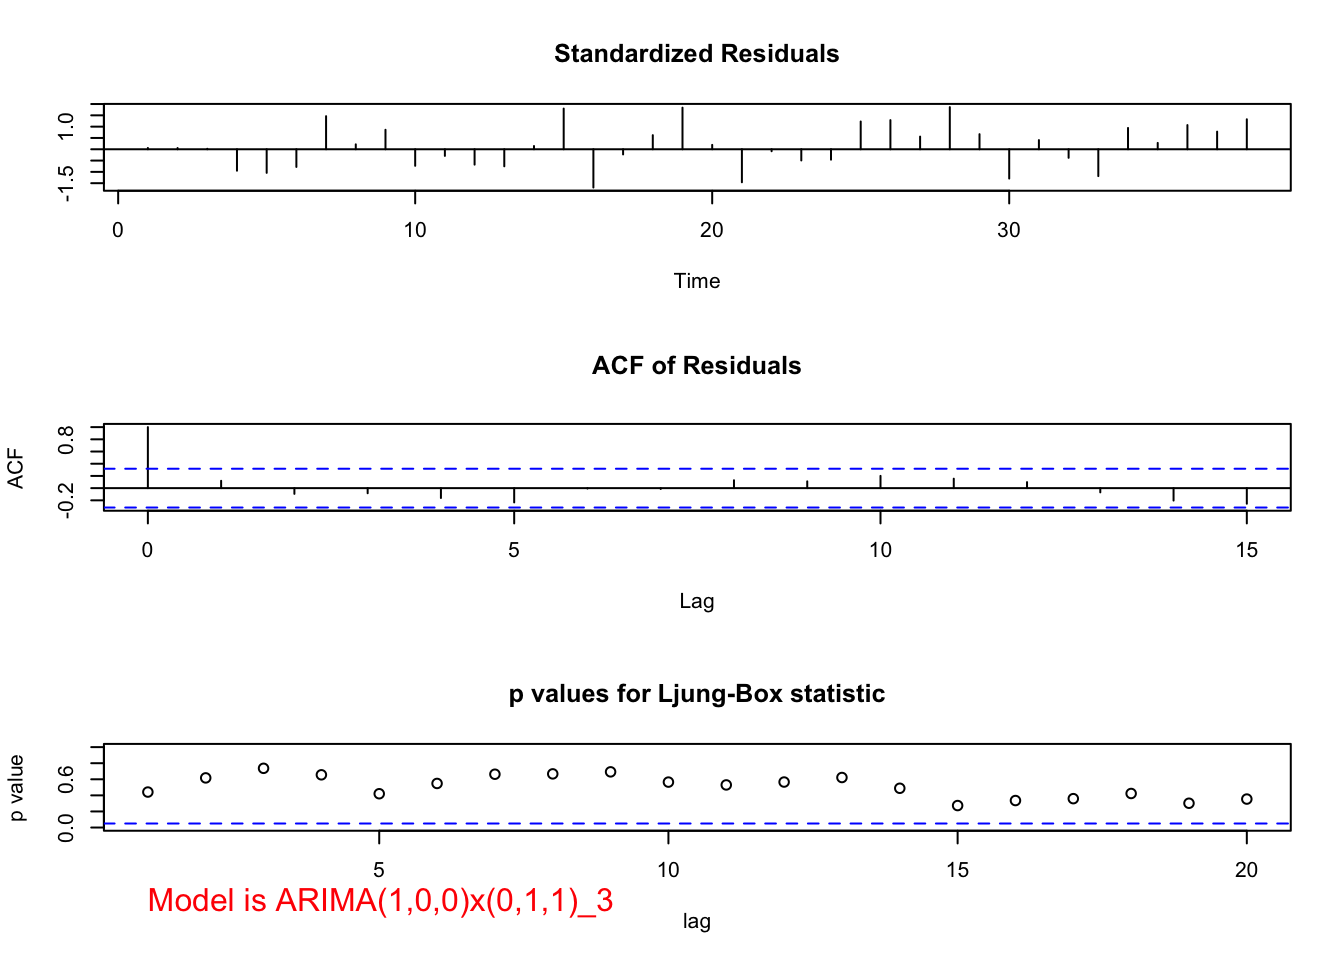 Standardized Residuals
1.0
-1.5
0 10 20 30
Time
ACF of Residuals
ACF
0.8
-0.2
0 5 10 15
Lag
p values for Ljung-Box statistic
p value
0.6
0.0
5 10 15 20
Model is ARIMA(1,0,0)x(0,1,1)_3
lag